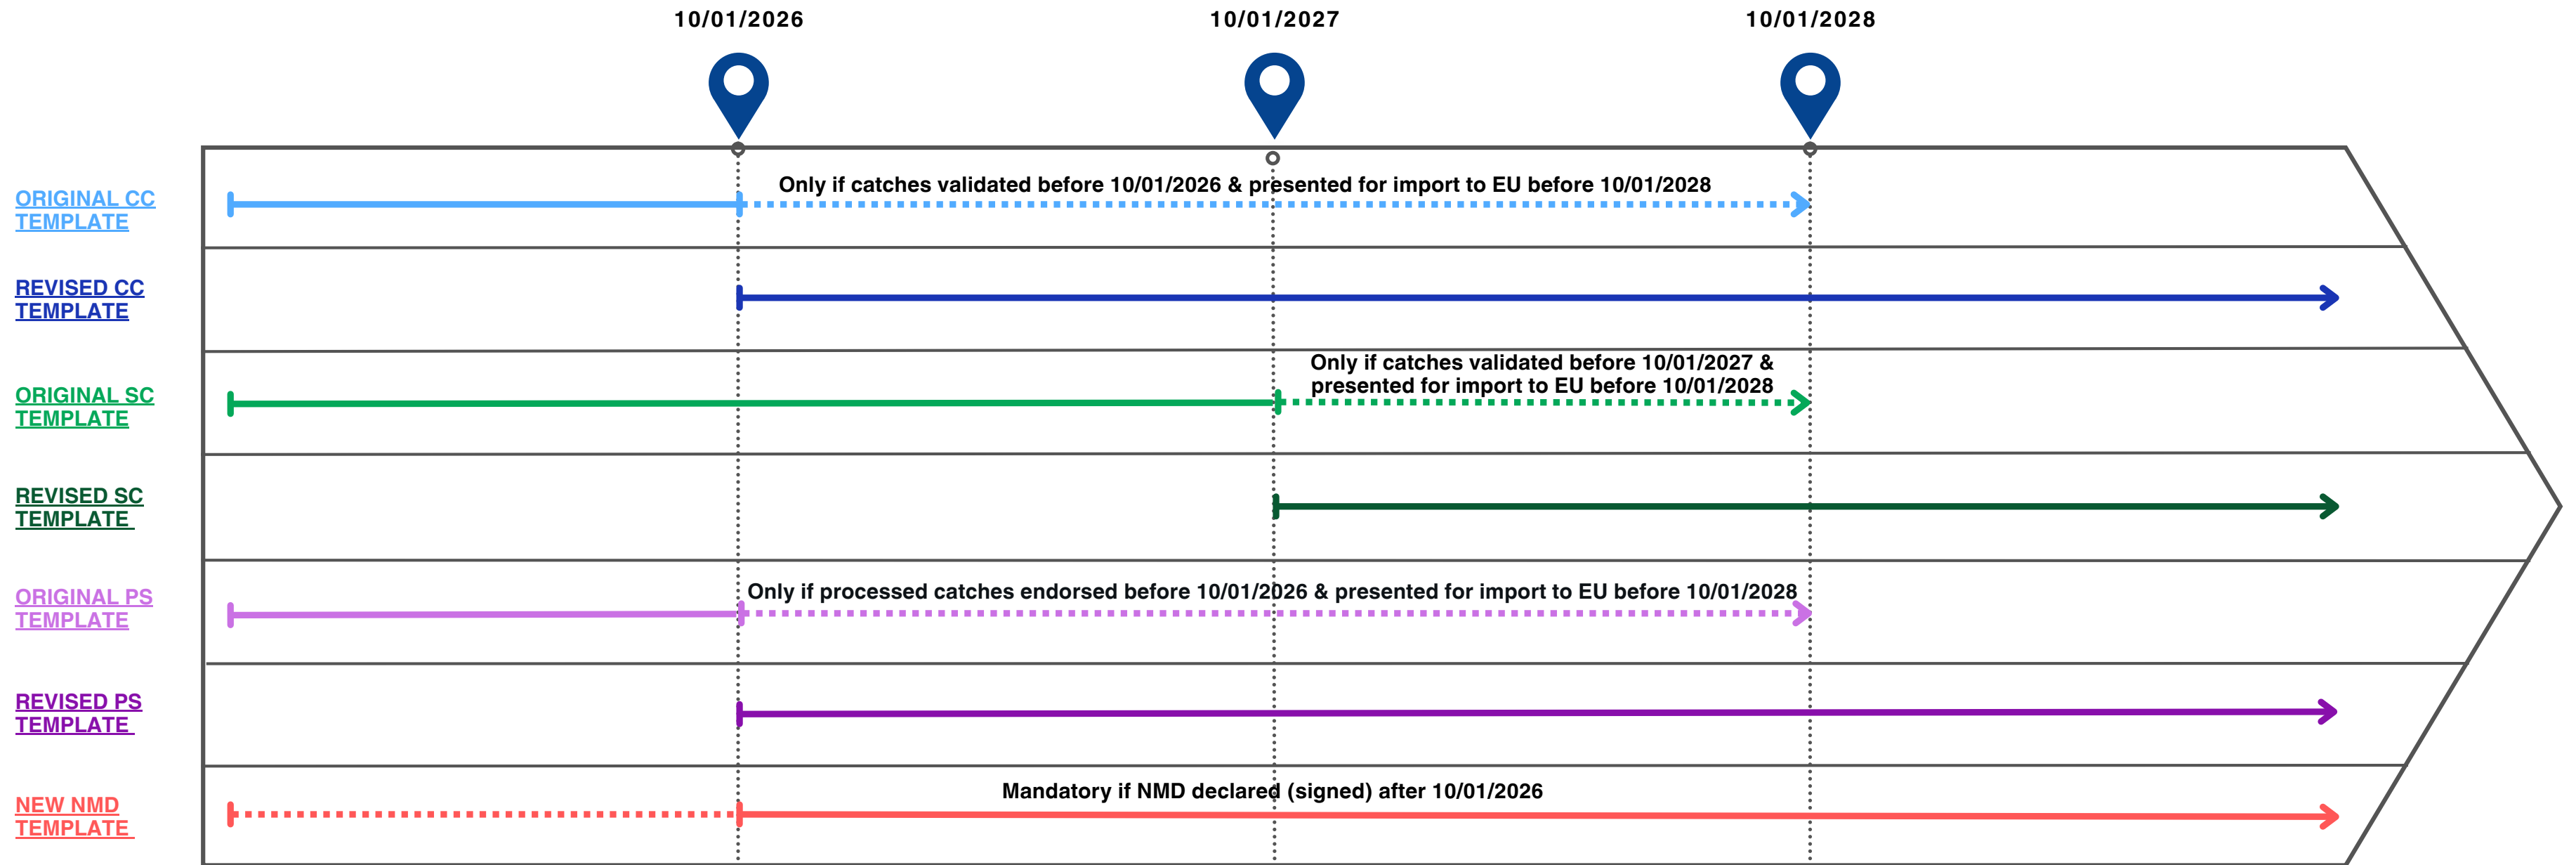 10/01/2026
10/01/2027
10/01/2028
ORIGINAL CC
TEMPLATE
Only if catches validated before 10/01/2026 & presented for import to EU before 10/01/2028
REVISED CC
TEMPLATE
ORIGINAL SC
TEMPLATE
Only if catches validated before 10/01/2027 &
presented for import to EU before 10/01/2028
REVISED SC
TEMPLATE
ORIGINAL PS
TEMPLATE
Only if processed catches endorsed before 10/01/2026 & presented for import to EU before 10/01/2028
REVISED PS
TEMPLATE
NEW NMD
TEMPLATE
Mandatory if NMD declared (signed) after 10/01/2026